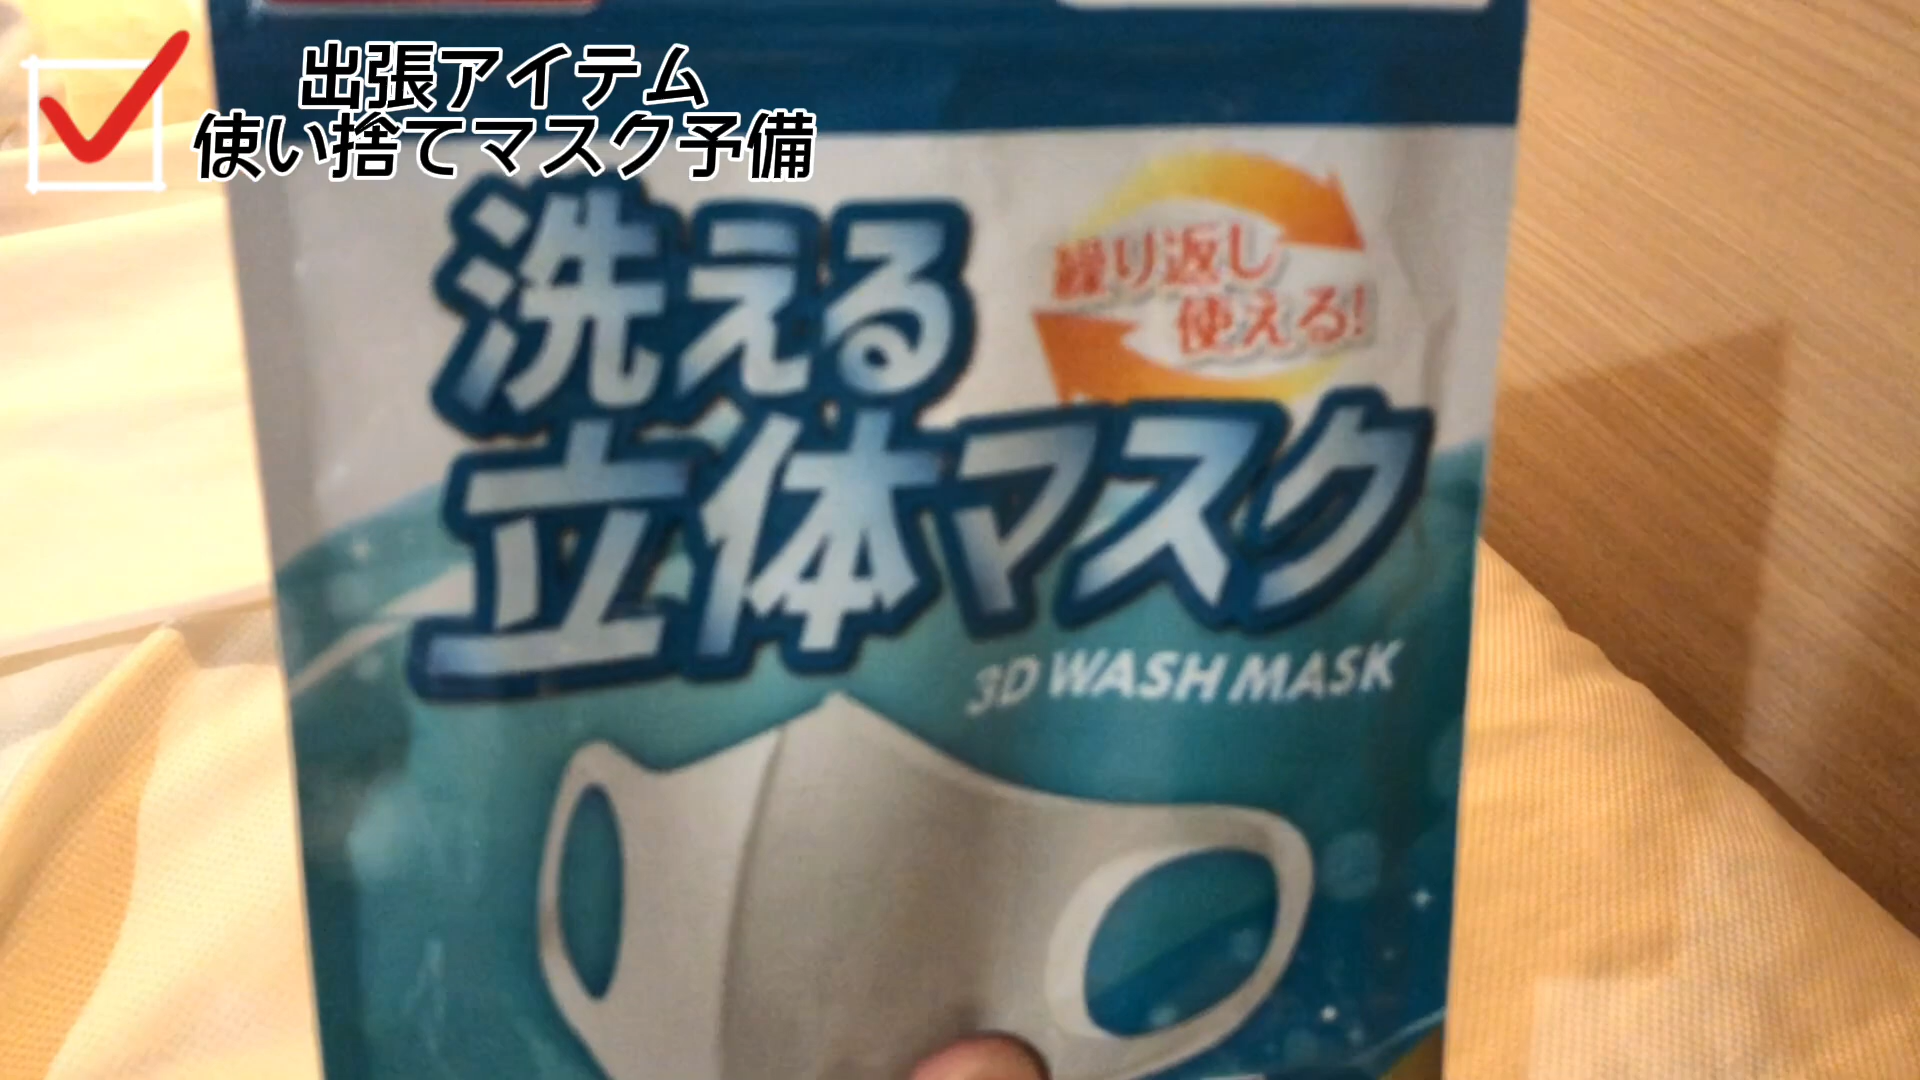 出張アイテム
使い捨てマスク予備
洗える
繰り返し
使える!
立体マスク
3D WASH MASK